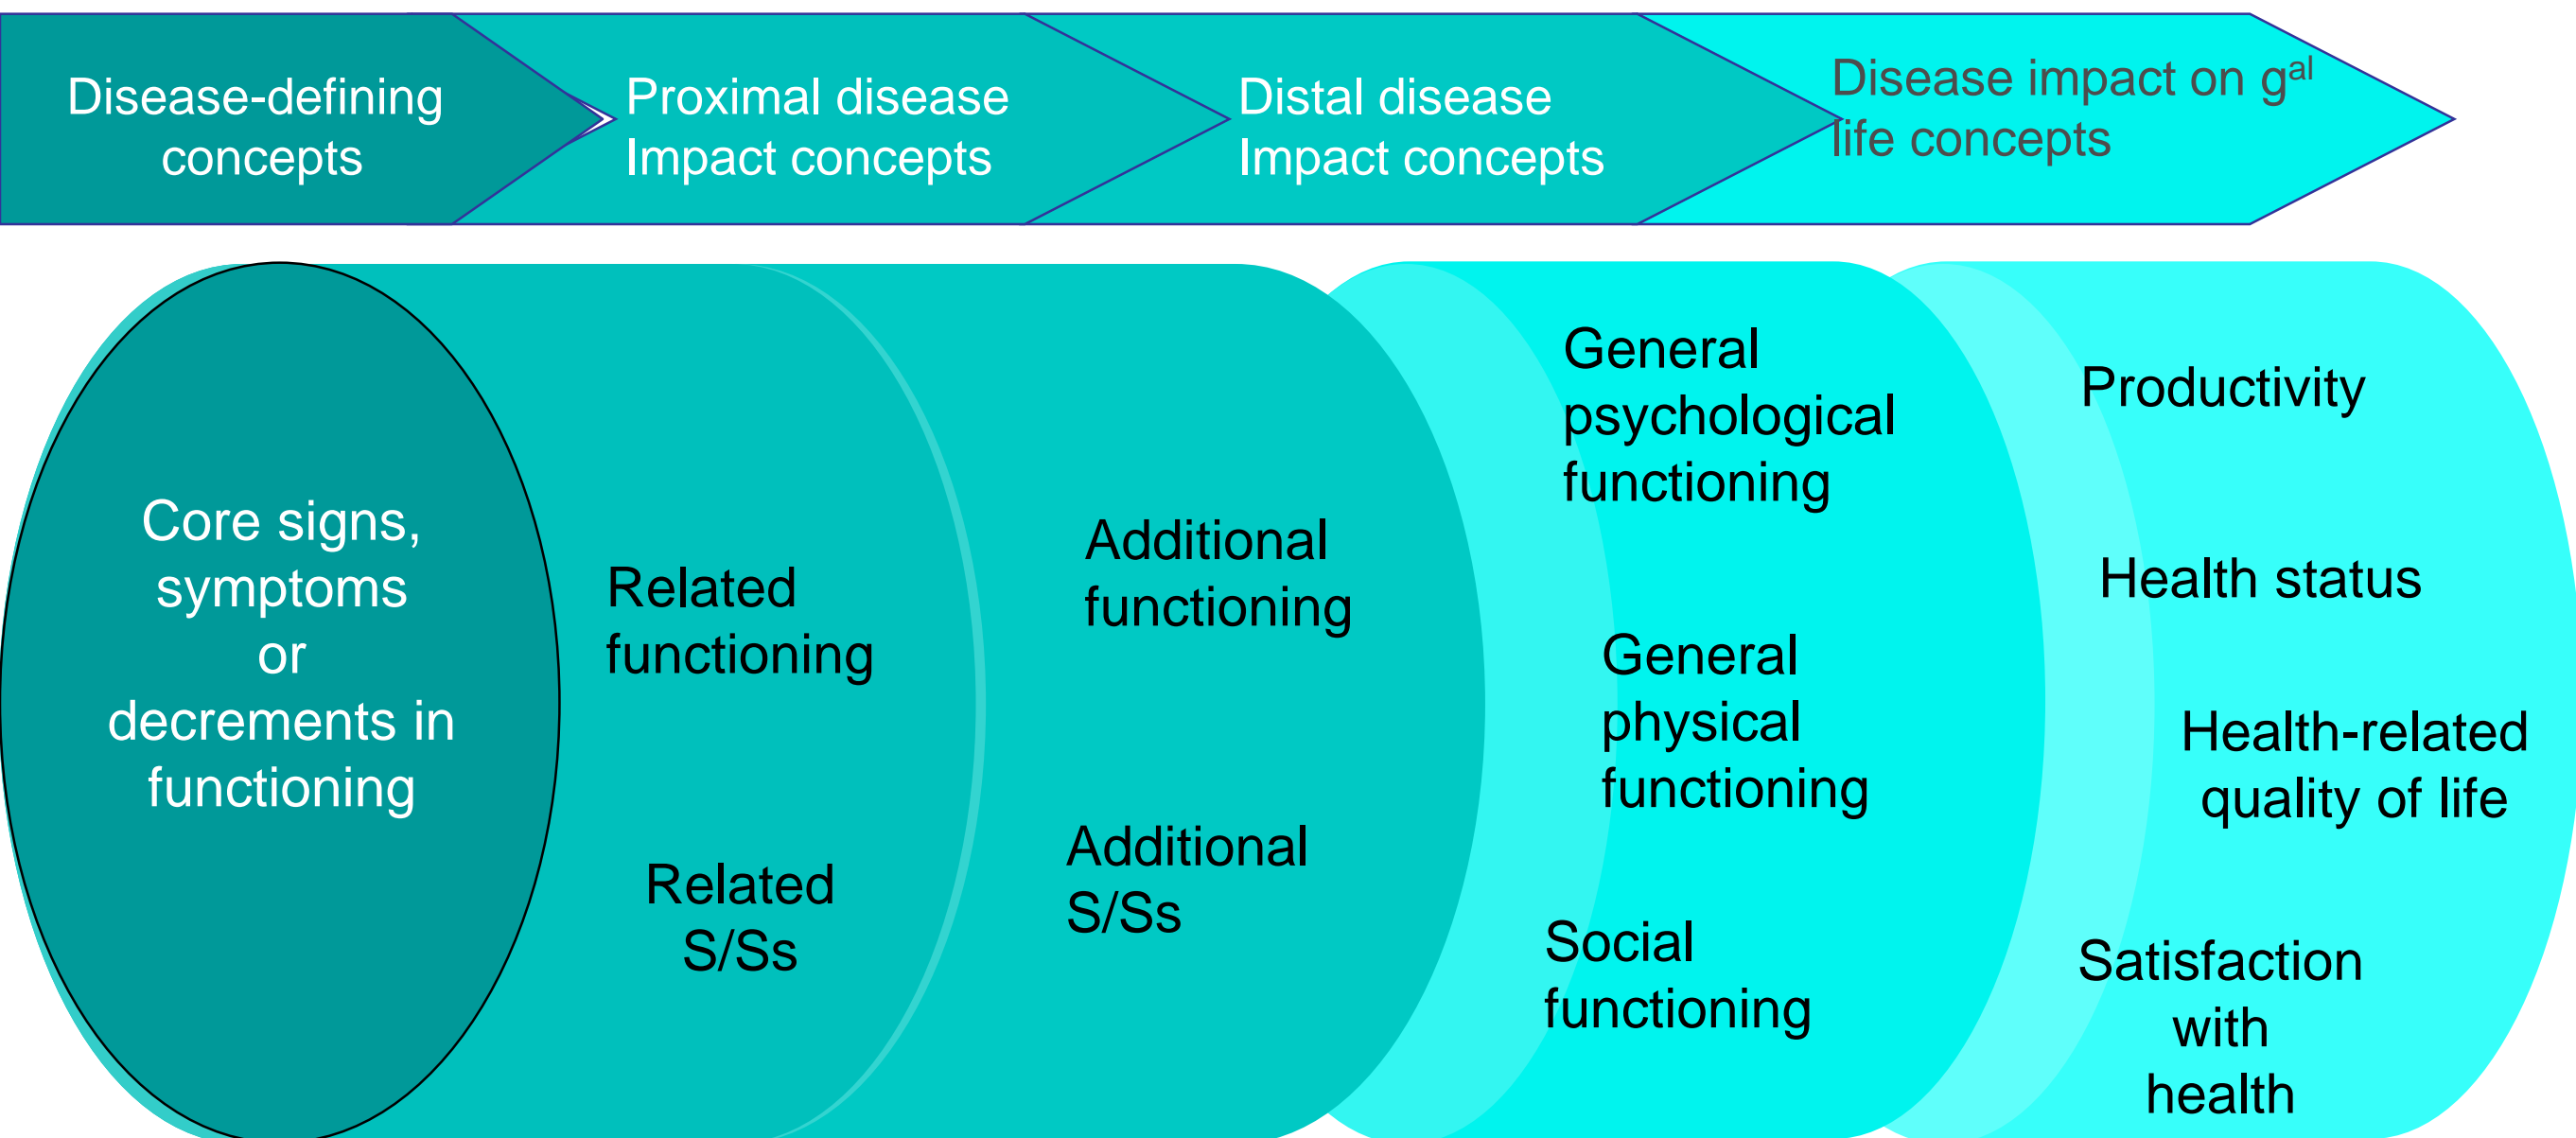 Disease-defining
concepts
Proximal disease
Impact concepts
Distal disease
Impact concepts
Disease impact on gal
life concepts
Core signs,
symptoms
or
decrements in
functioning
Related
functioning
Related
S/Ss
Additional
functioning
Additional
S/Ss
General
psychological
functioning
General
physical
functioning
Social
functioning
Productivity
Health status
Health-related
quality of life
Satisfaction
with
health